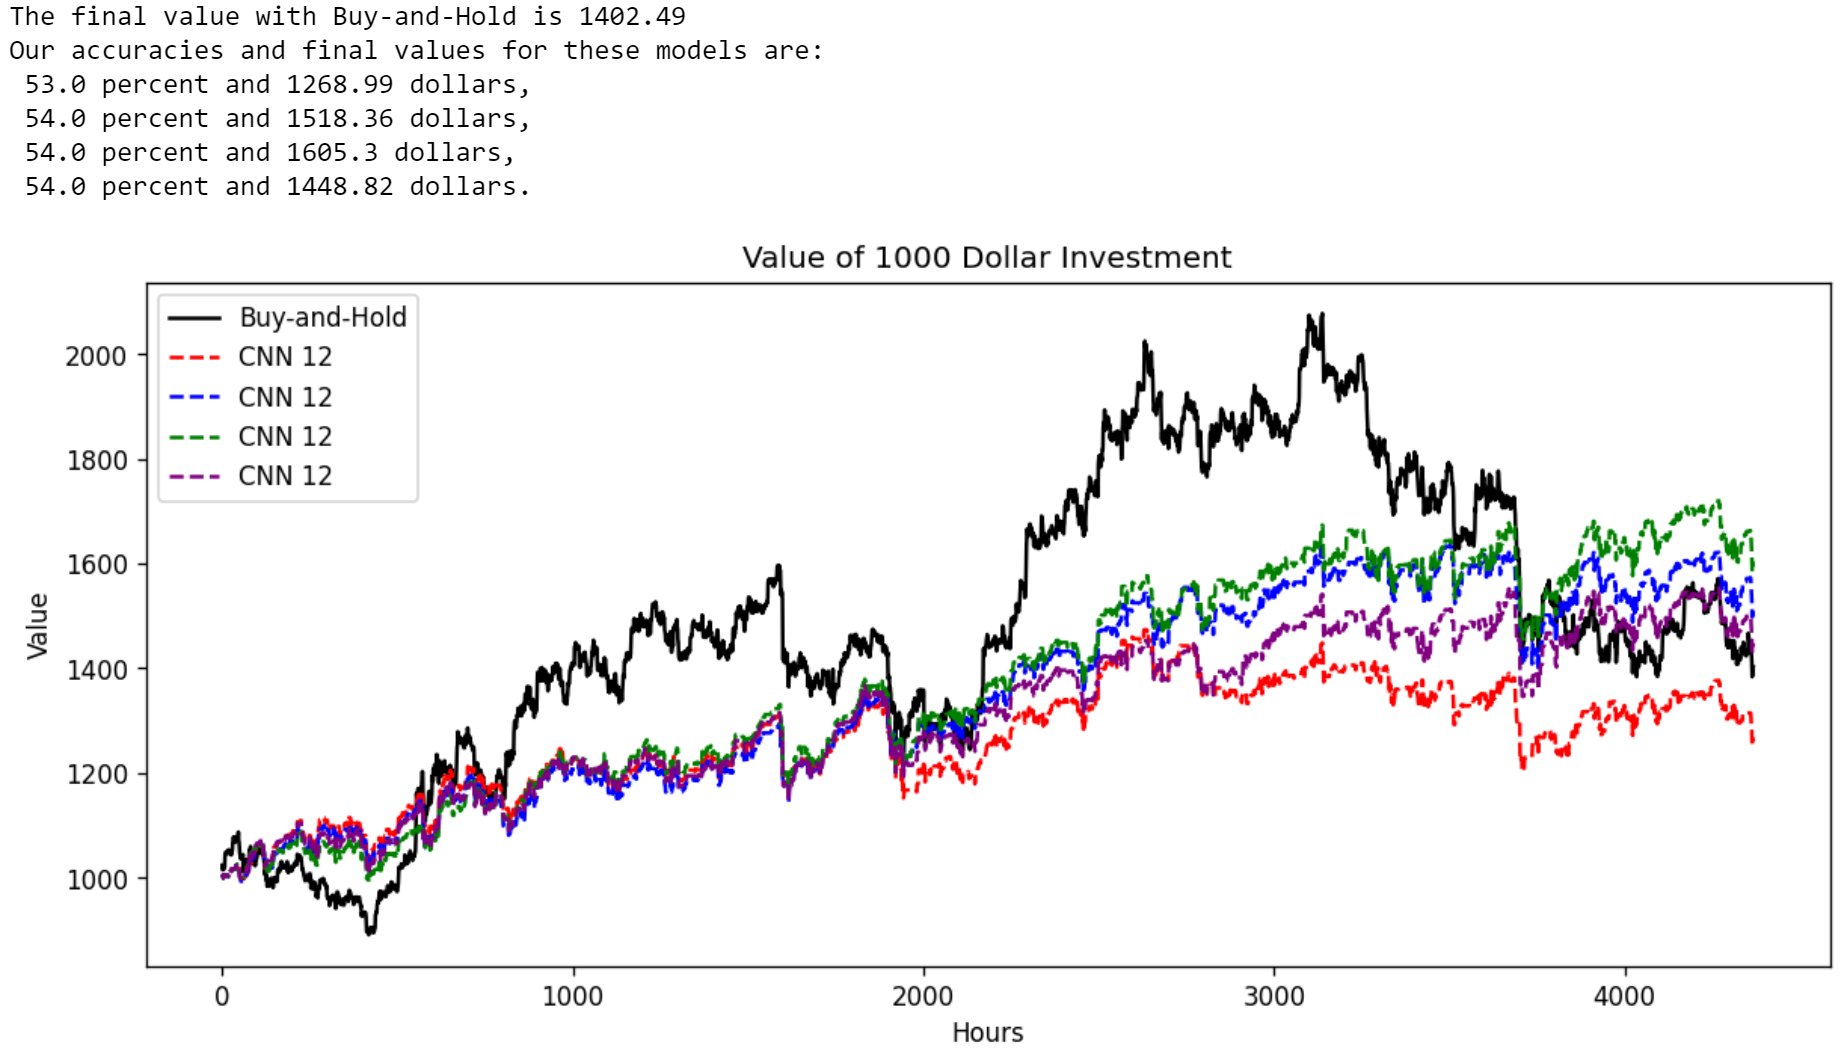 The final value with Buy-and-Hold is 1402.49
Our accuracies and final values for these models are:
53.0 percent and 1268.99 dollars,
54.0 percent and 1518.36 dollars,
54.0 percent and 1605.3 dollars,
54.0 percent and 1448.82 dollars.
Value of 1000 Dollar Investment
Buy-and-Hold
CNN 12
CNN 12
CNN 12
CNN 12
2000
1800
1600
1400
1200
1000
Value
0 1000 2000 3000 4000
Hours